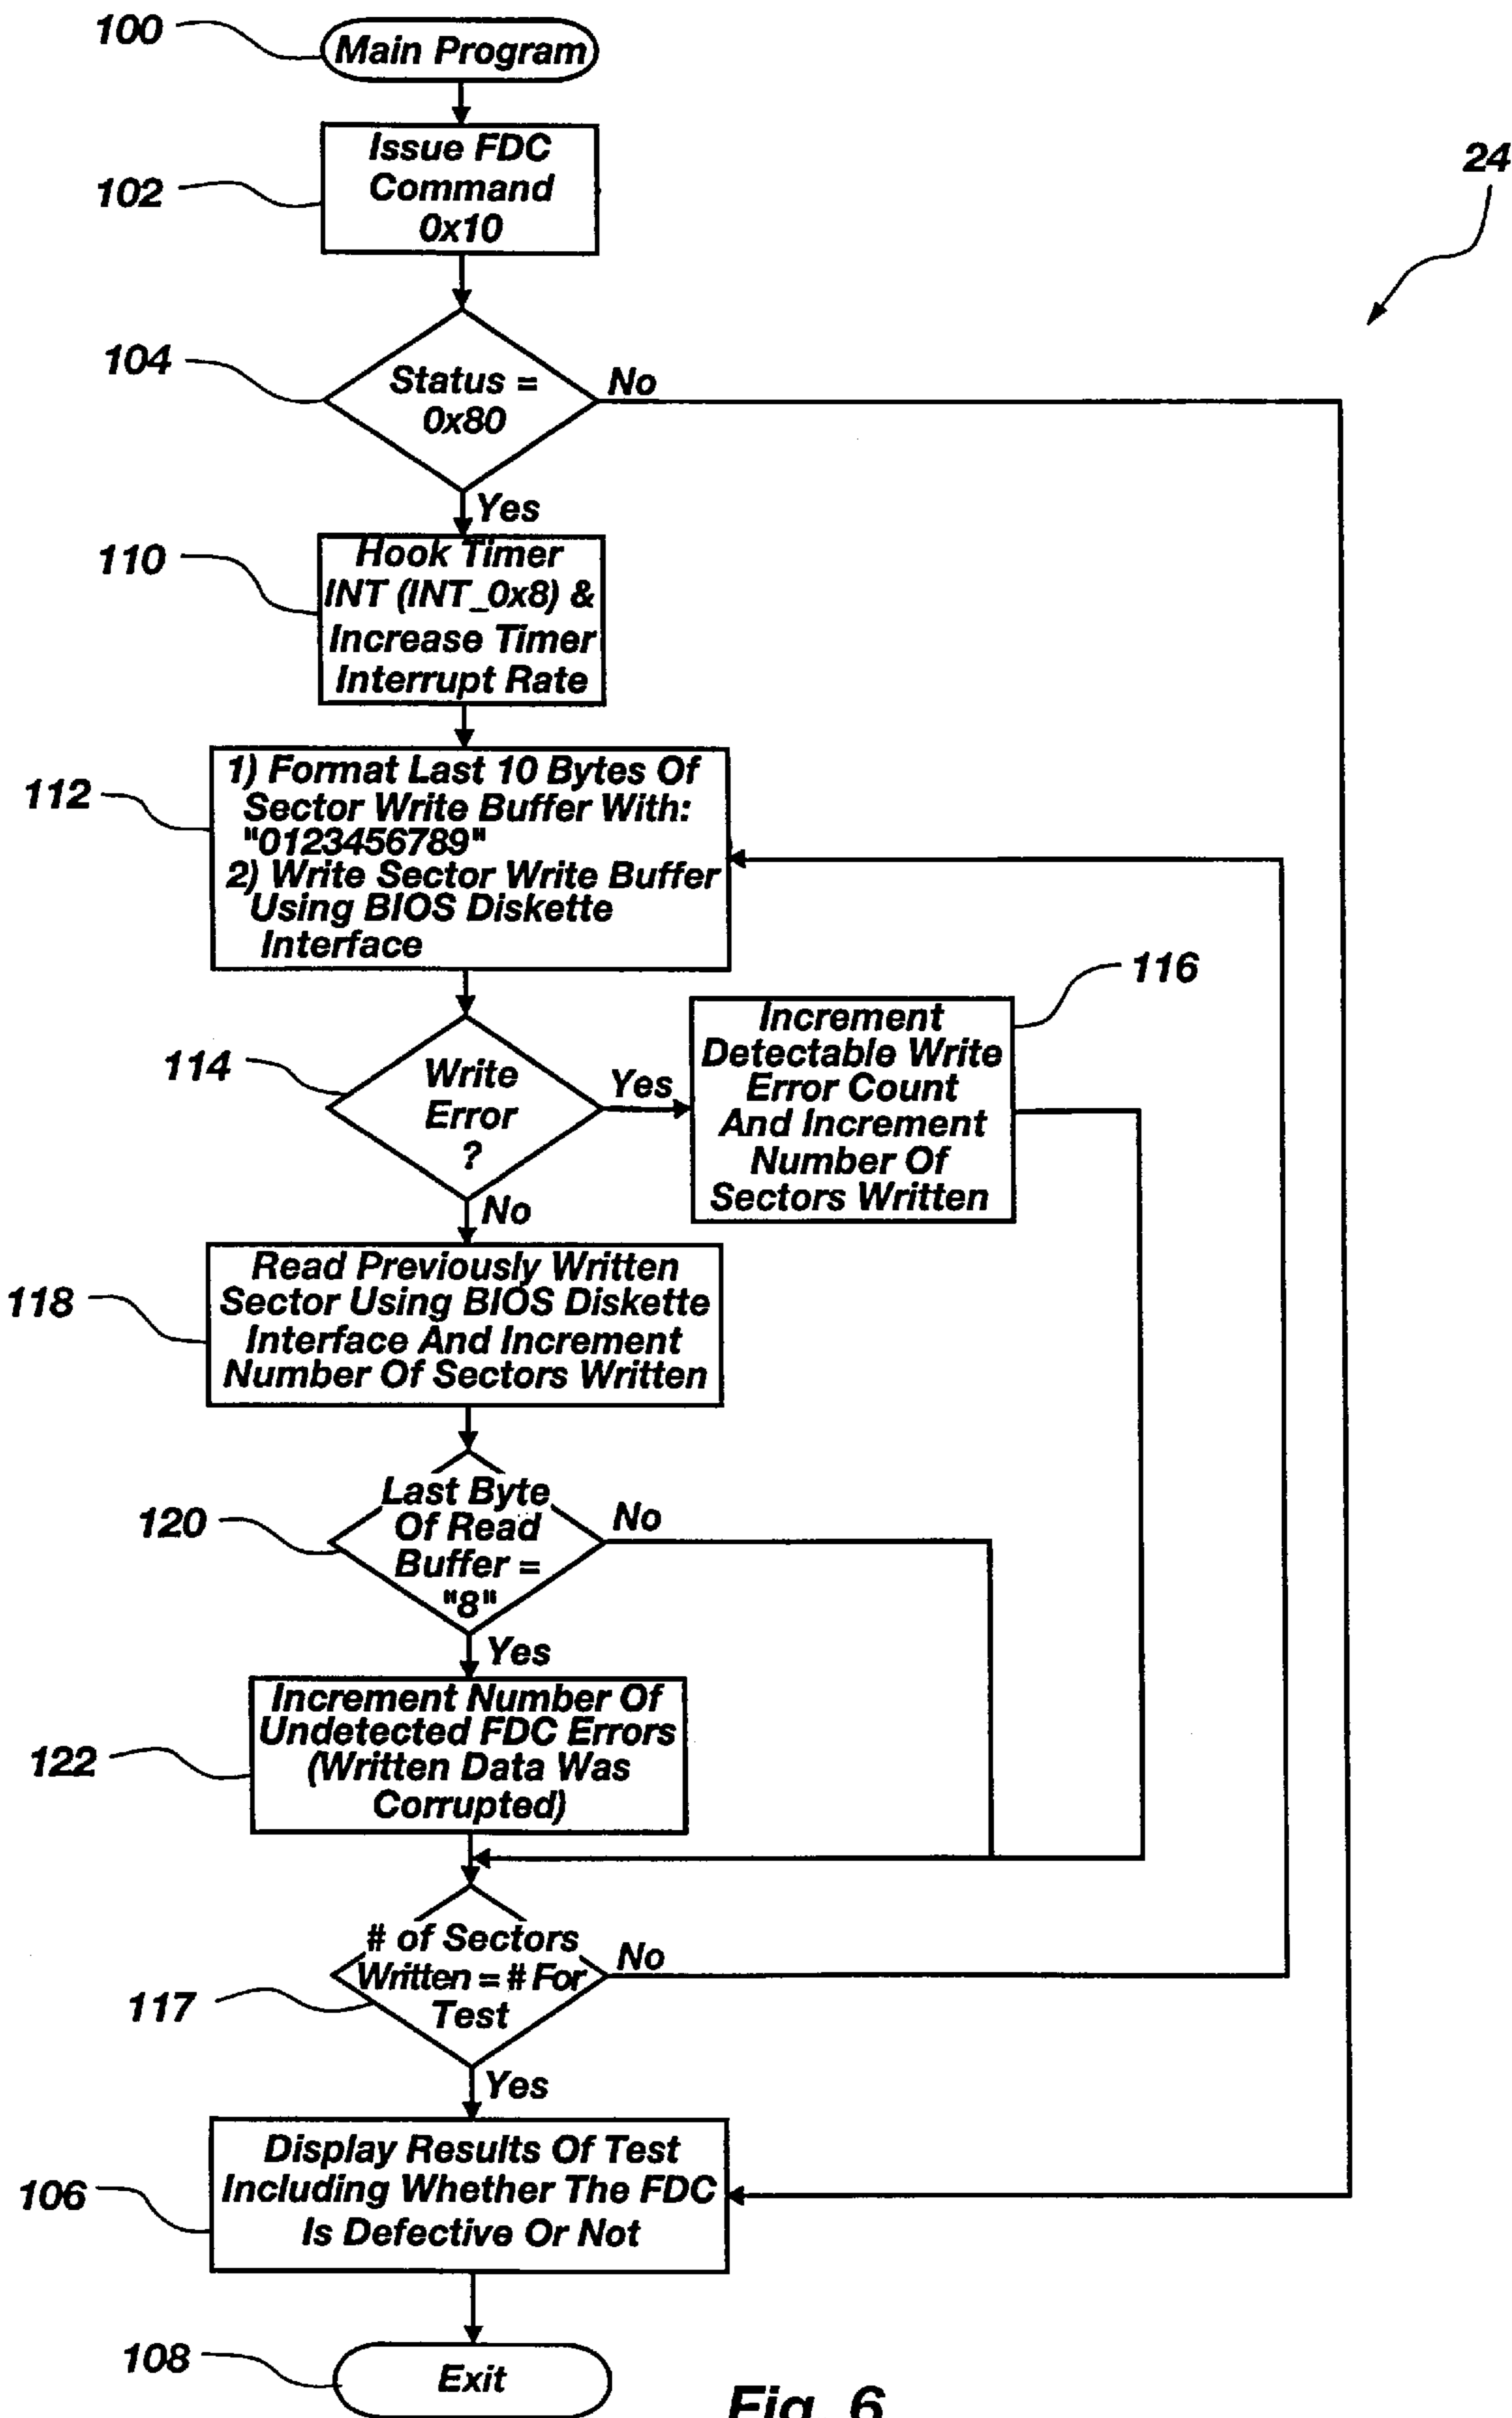 100
Main Program
24
102
Issue FDC
Command
0x10
104
Status =
0x80
No
Yes
110
Hook Timer
INT (INT_0x8) &
Increase Timer
Interrupt Rate
112
1) Format Last 10 Bytes Of
Sector Write Buffer With:
"0123456789"
2) Write Sector Write Buffer
Using BIOS Diskette
Interface
114
Write
Error
?
Yes
No
116
Increment
Detectable Write
Error Count
And Increment
Number Of
Sectors Written
118
Read Previously Written
Sector Using BIOS Diskette
Interface And Increment
Number Of Sectors Written
120
Last Byte
Of Read
Buffer =
"8"
No
Yes
122
Increment Number Of
Undetected FDC Errors
(Written Data Was
Corrupted)
117
# of Sectors
Written = # For
Test
No
Yes
106
Display Results Of Test
Including Whether The FDC
Is Defective Or Not
108
Exit
Fig. 6